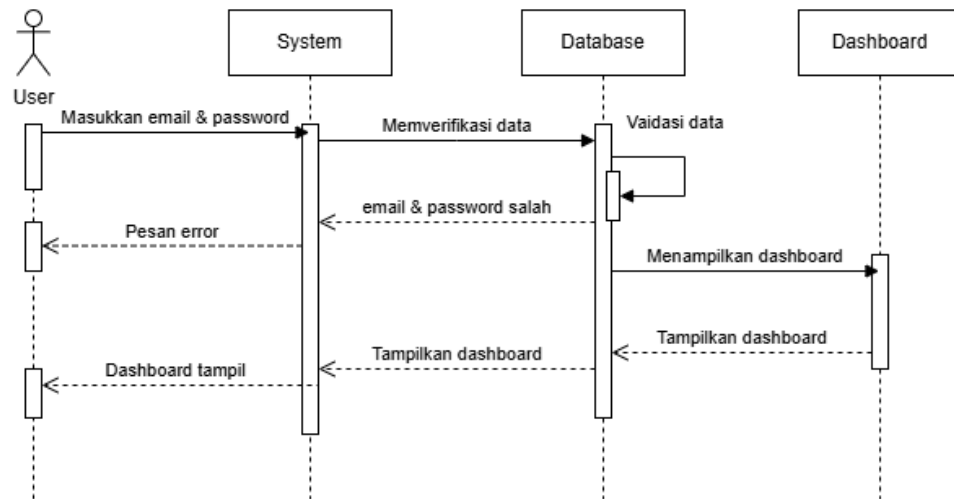 System
Database
Dashboard
User
Masukkan email & password
Memverifikasi data
Vaidasi data
email & password salah
Pesan error
Menampilkan dashboard
Tampilkan dashboard
Tampilkan dashboard
Dashboard tampil